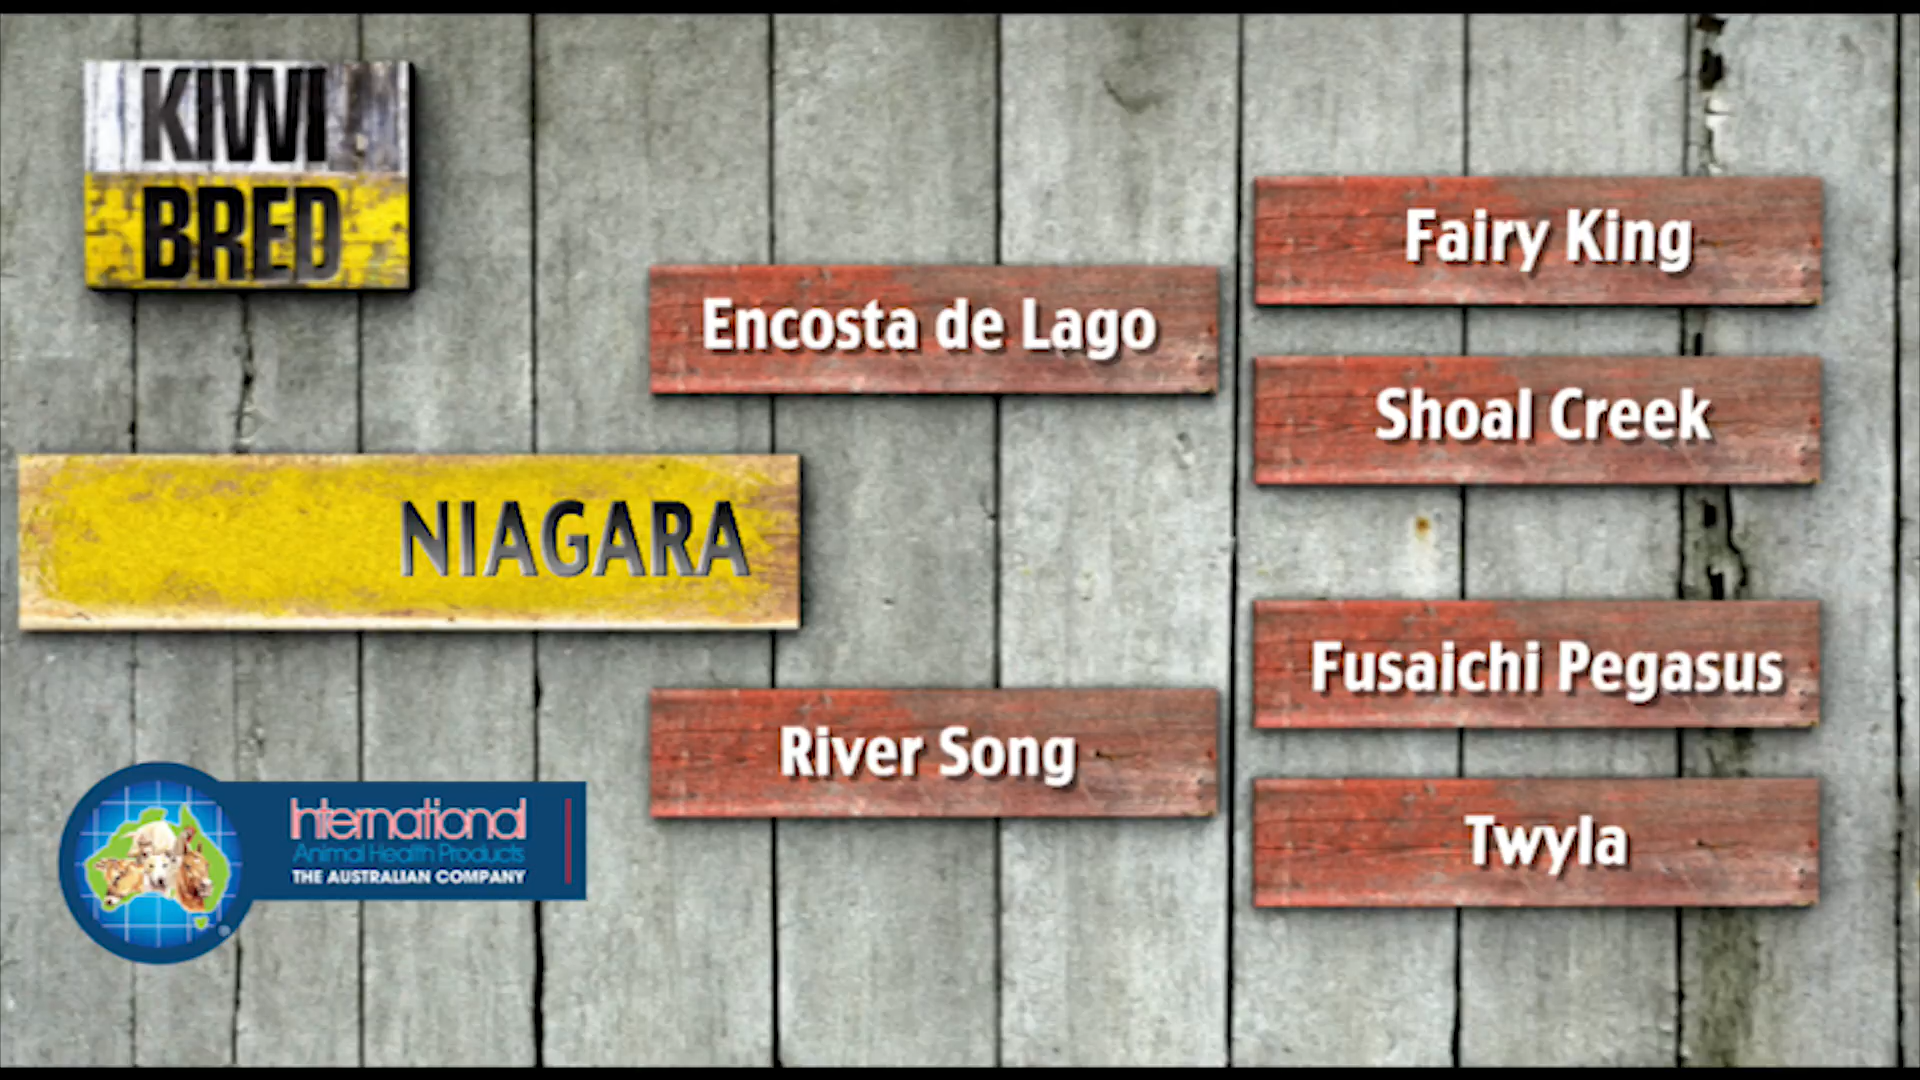 KIWI
BRED
Fairy King
Encosta de Lago
Shoal Creek
NIAGARA
Fusaichi Pegasus
River Song
Twyla
International
Animal Health Products
THE AUSTRALIAN COMPANY
®